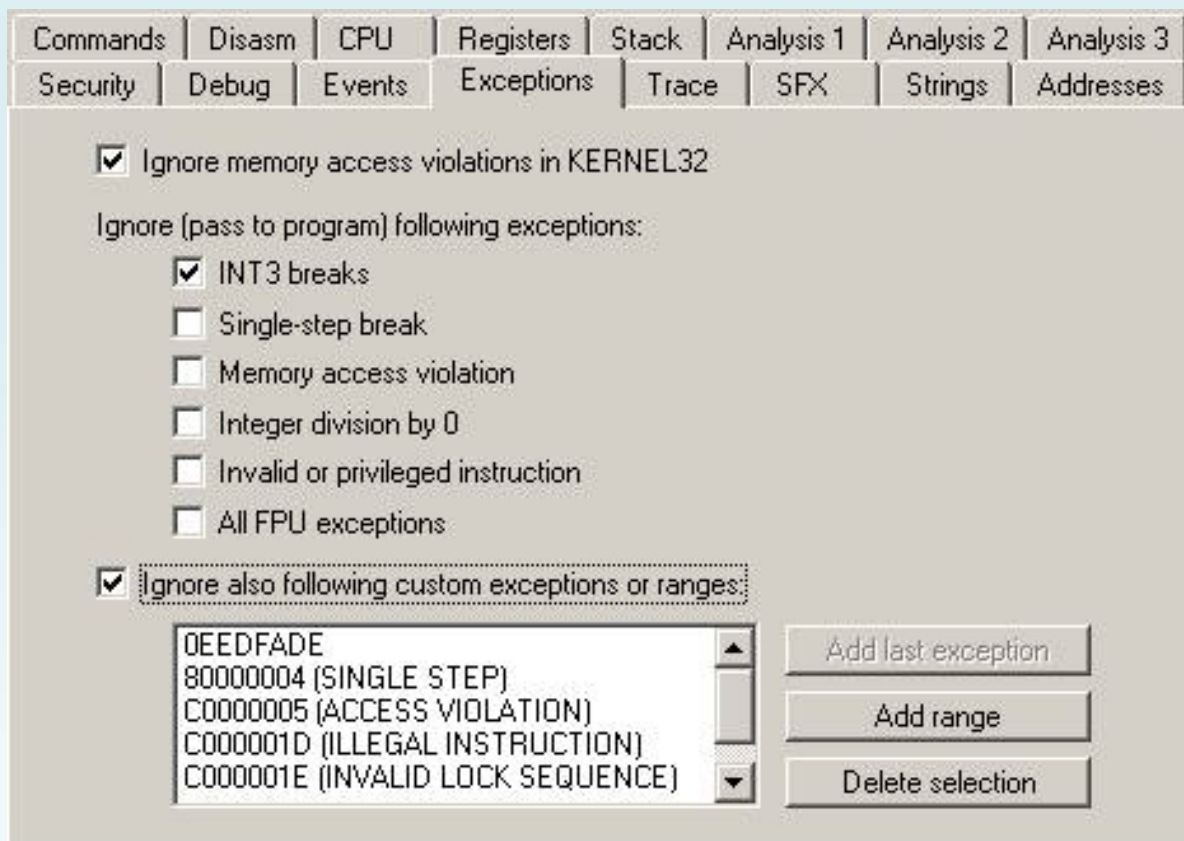 Commands Disasm CPU Registers Stack Analysis 1 Analysis 2 Analysis 3
Security Debug Events Exceptions Trace SFX Strings Addresses
Ignore memory access violations in KERNEL32
Ignore (pass to program) following exceptions:
INT3 breaks
Single-step break
Memory access violation
Integer division by 0
Invalid or privileged instruction
All FPU exceptions
Ignore also following custom exceptions or ranges:
0EEDFADE
80000004 (SINGLE STEP)
C0000005 (ACCESS VIOLATION)
C000001D (ILLEGAL INSTRUCTION)
C000001E (INVALID LOCK SEQUENCE)
Add last exception
Add range
Delete selection